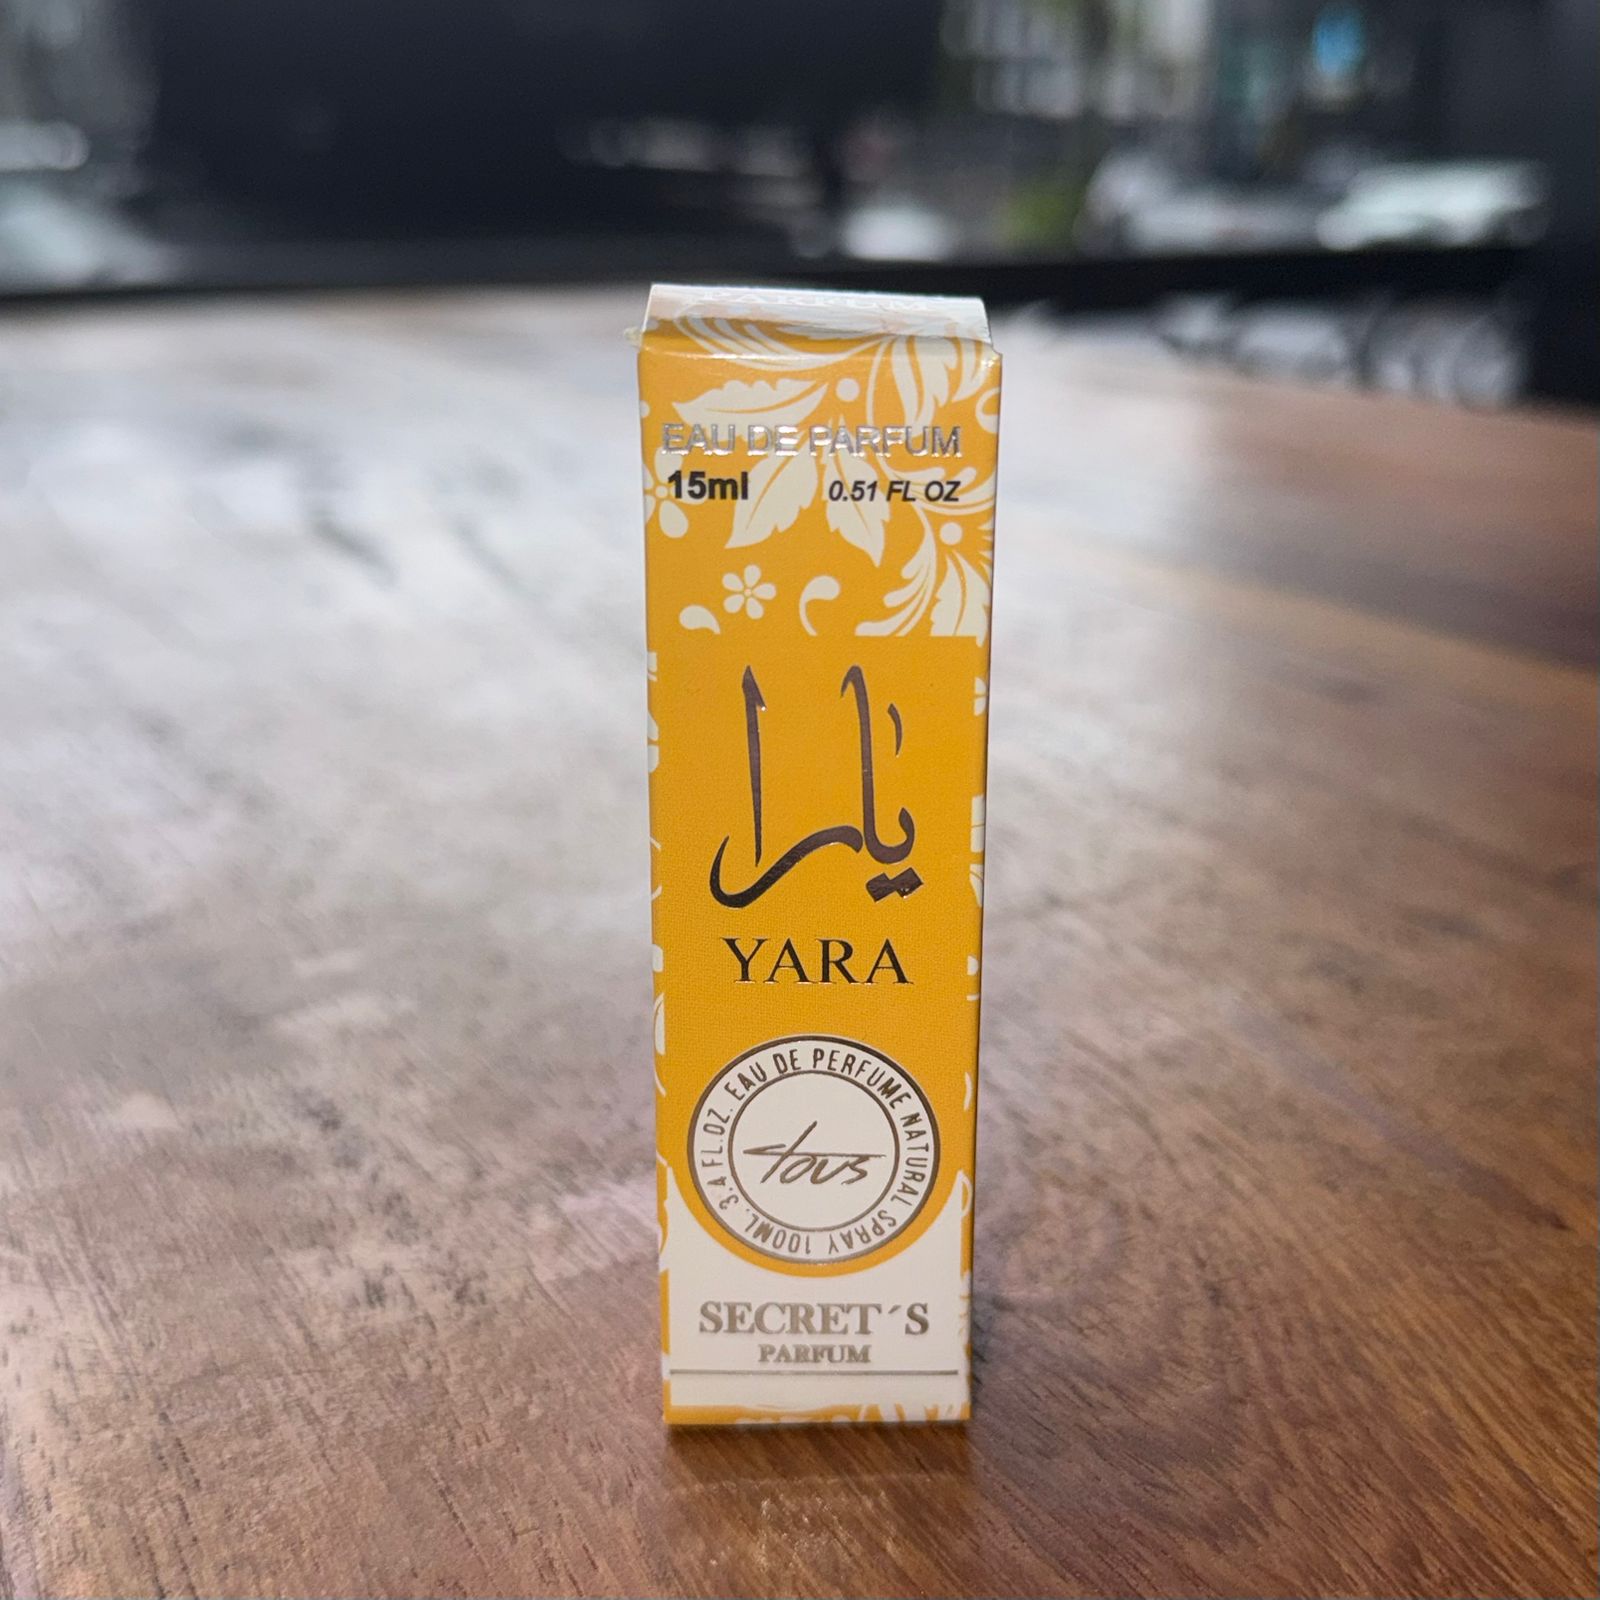 PARFUM
EAU DE PARFUM
15ml 0.51 FL OZ
يارا
YARA
EAU DE PERFUME NATURAL SPRAY 100ML. 3.4 FL.OZ.
tous
SECRET´S
PARFUM